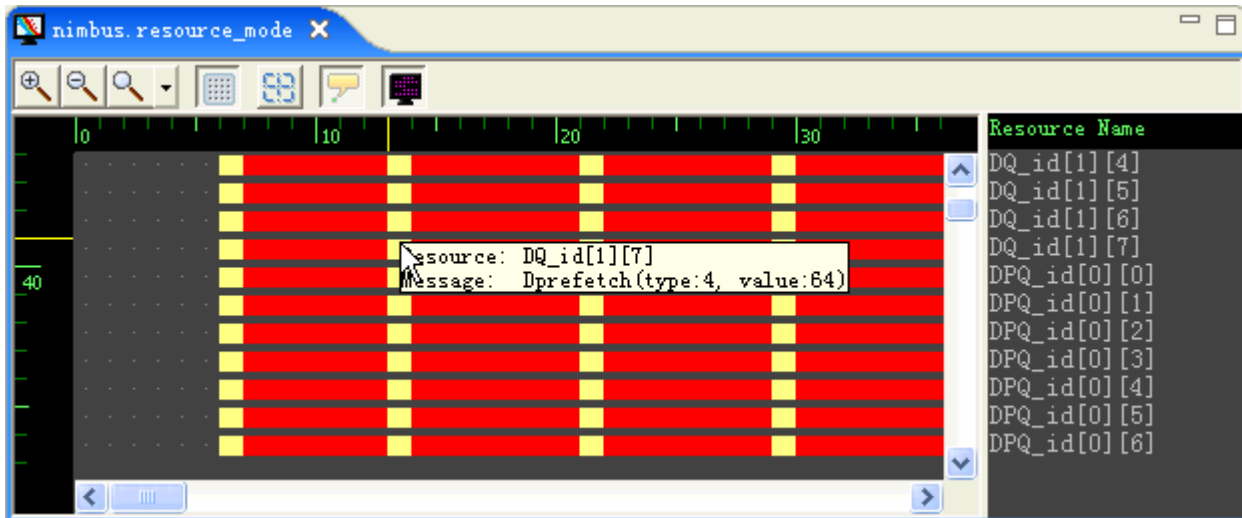 nimbus.resource_mode
0 10 20 30
Resource Name
DQ_id[1][4]
DQ_id[1][5]
DQ_id[1][6]
DQ_id[1][7]
DPQ_id[0][0]
DPQ_id[0][1]
DPQ_id[0][2]
DPQ_id[0][3]
DPQ_id[0][4]
DPQ_id[0][5]
DPQ_id[0][6]
40
Resource: DQ_id[1][7]
Message: Dprefetch(type:4, value:64)